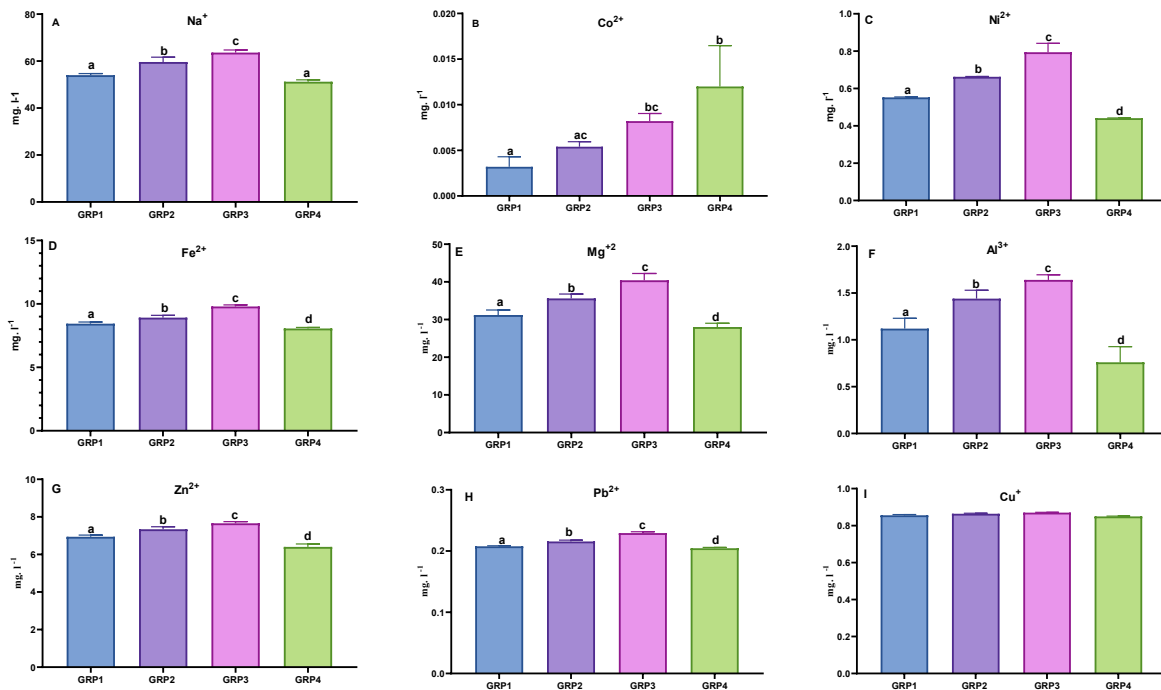 A
Na⁺
mg. l-1
80
60
40
20
0
a
b
c
a
GRP1 GRP2 GRP3 GRP4
B
Co²⁺
mg. l⁻¹
0.020
0.015
0.010
0.005
0.000
a
ac
bc
b
GRP1 GRP2 GRP3 GRP4
C
Ni²⁺
mg. l⁻¹
1.0
0.8
0.6
0.4
0.2
0.0
a
b
c
d
GRP1 GRP2 GRP3 GRP4
D
Fe²⁺
mg. l⁻¹
15
10
5
0
a
b
c
d
GRP1 GRP2 GRP3 GRP4
E
Mg⁺²
mg. l⁻¹
50
40
30
20
10
0
a
b
c
d
GRP1 GRP2 GRP3 GRP4
F
Al³⁺
mg. l⁻¹
2.0
1.5
1.0
0.5
0.0
a
b
c
d
GRP1 GRP2 GRP3 GRP4
G
Zn²⁺
mg. l⁻¹
10
8
6
4
2
0
a
b
c
d
GRP1 GRP2 GRP3 GRP4
H
Pb²⁺
mg. l⁻¹
0.3
0.2
0.1
0.0
a
b
c
d
GRP1 GRP2 GRP3 GRP4
I
Cu⁺
mg. l⁻¹
1.0
0.8
0.6
0.4
0.2
0.0
GRP1 GRP2 GRP3 GRP4